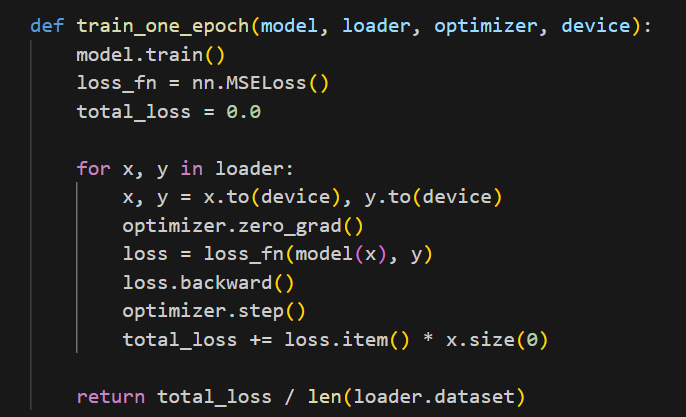 def train_one_epoch(model, loader, optimizer, device):
    model.train()
    loss_fn = nn.MSELoss()
    total_loss = 0.0

    for x, y in loader:
        x, y = x.to(device), y.to(device)
        optimizer.zero_grad()
        loss = loss_fn(model(x), y)
        loss.backward()
        optimizer.step()
        total_loss += loss.item() * x.size(0)

    return total_loss / len(loader.dataset)